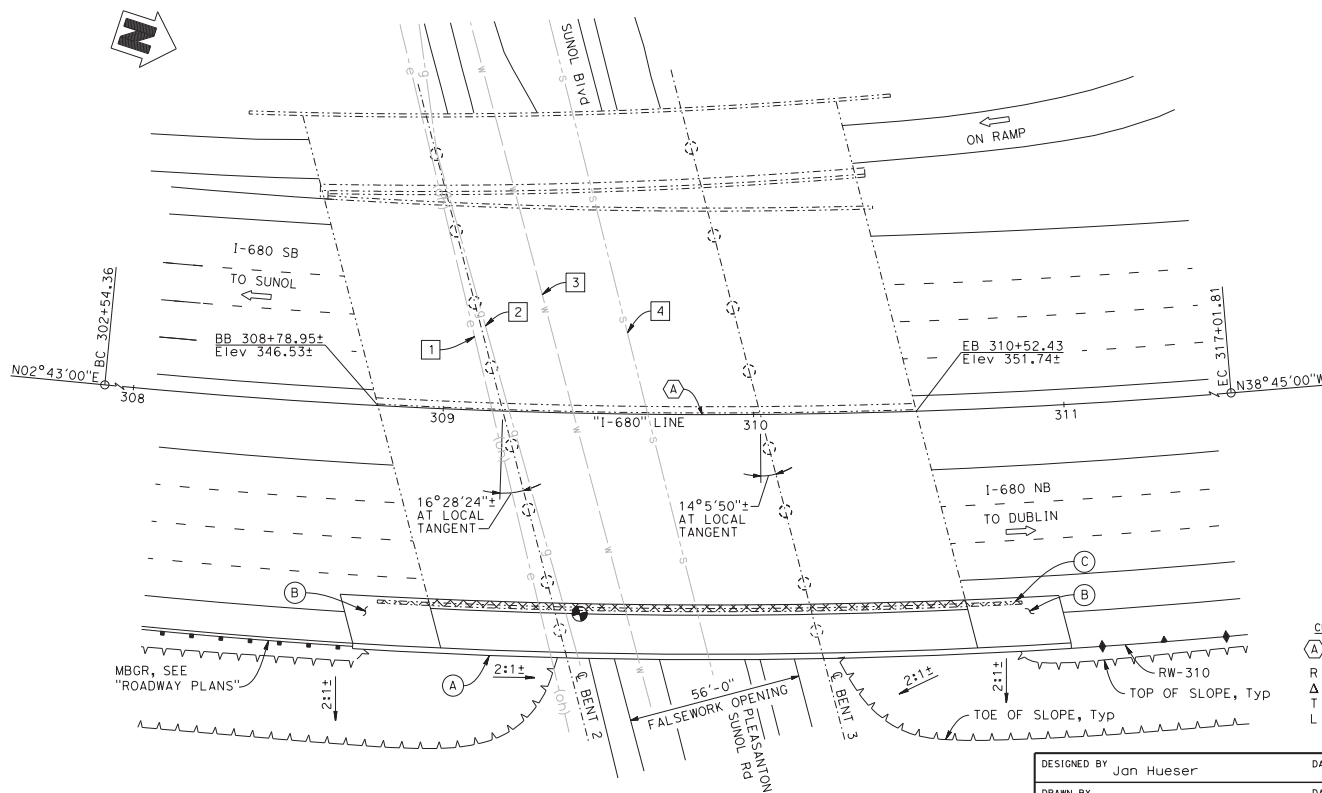 N
SUNOL Blvd
ON RAMP
I-680 SB
TO SUNOL
BC 302+54.36
N02°43'00"E
308
BB 308+78.95±
Elev 346.53±
1
2
3
4
e
g
w
s
e
g
w
s
(oh)
EB 310+52.43
Elev 351.74±
EC 317+01.81
N38°45'00"W
A
309
"I-680" LINE
310
311
(oh)
16°28'24"±
AT LOCAL
TANGENT
14°5'50"±
AT LOCAL
TANGENT
I-680 NB
TO DUBLIN
w
s
g
e
B
C
B
MBGR, SEE
"ROADWAY PLANS"
2:1±
A
2:1±
(oh)
w
℄ BENT 2
56'-0"
FALSEWORK OPENING
PLEASANTON
SUNOL Rd
℄ BENT 3
2:1±
2:1±
RW-310
TOP OF SLOPE, Typ
TOE OF SLOPE, Typ
A
R
Δ
T
L
DESIGNED BY Jan Hueser
DA